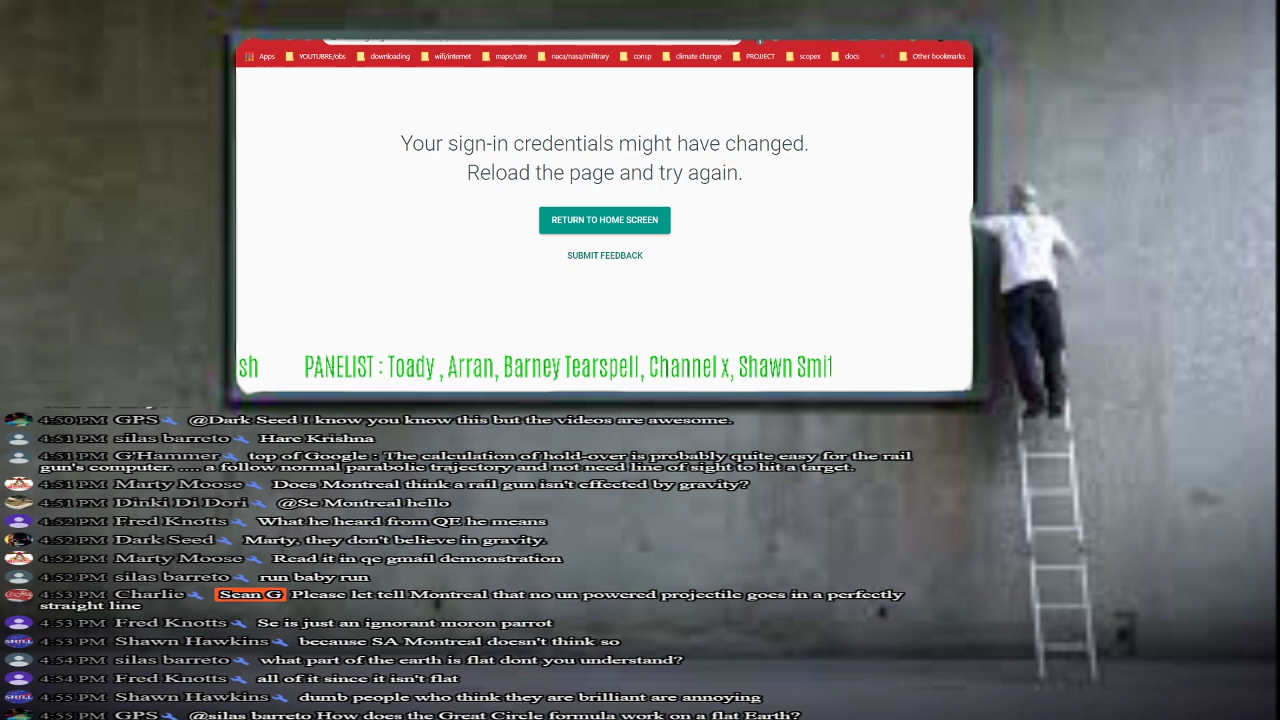 Apps YOUTUBRE/obs downloading wifi/internet maps/sate naca/nasa/militrary consp climate change PROJECT scopex docs Other bookmarks
Your sign-in credentials might have changed.
Reload the page and try again.
RETURN TO HOME SCREEN
SUBMIT FEEDBACK
sh PANELIST : Toady , Arran, Barney Tearspell, Channel x, Shawn Smit
4:50 PM GPS @Dark Seed I know you know this but the videos are awesome.
4:51 PM silas barreto Hare Krishna
4:51 PM G'Hammer top of Google : The calculation of hold-over is probably quite easy for the rail
gun's computer. ..... a follow normal parabolic trajectory and not need line of sight to hit a target.
4:51 PM Marty Moose Does Montreal think a rail gun isn't effected by gravity?
4:51 PM Dinki Di Dori @Se Montreal hello
4:52 PM Fred Knotts What he heard from QE he means
4:52 PM Dark Seed Marty, they don't believe in gravity.
4:52 PM Marty Moose Read it in qe gmail demonstration
4:52 PM silas barreto run baby run
4:53 PM Charlie Sean G Please let tell Montreal that no un powered projectile goes in a perfectly
straight line
4:53 PM Fred Knotts Se is just an ignorant moron parrot
4:53 PM Shawn Hawkins because SA Montreal doesn't think so
4:54 PM silas barreto what part of the earth is flat dont you understand?
4:54 PM Fred Knotts all of it since it isn't flat
4:55 PM Shawn Hawkins dumb people who think they are brilliant are annoying
4:55 PM GPS @silas barreto How does the Great Circle formula work on a flat Earth?